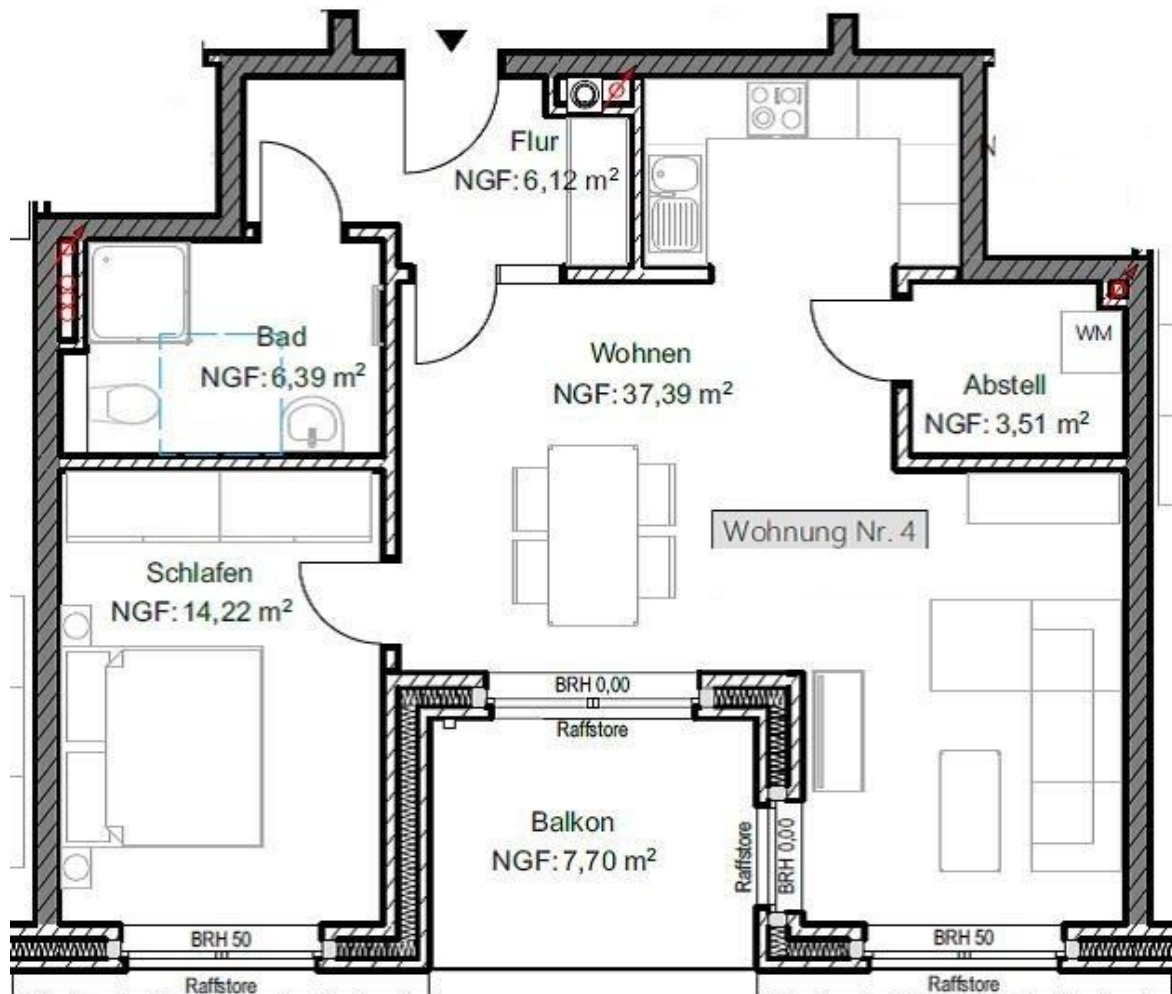 Flur
NGF: 6,12 m²
Bad
NGF: 6,39 m²
Wohnen
NGF: 37,39 m²
WM
Abstell
NGF: 3,51 m²
Wohnung Nr. 4
Schlafen
NGF: 14,22 m²
BRH 0,00
Raffstore
Balkon
NGF: 7,70 m²
Raffstore
BRH 0,00
BRH 50
Raffstore
BRH 50
Raffstore